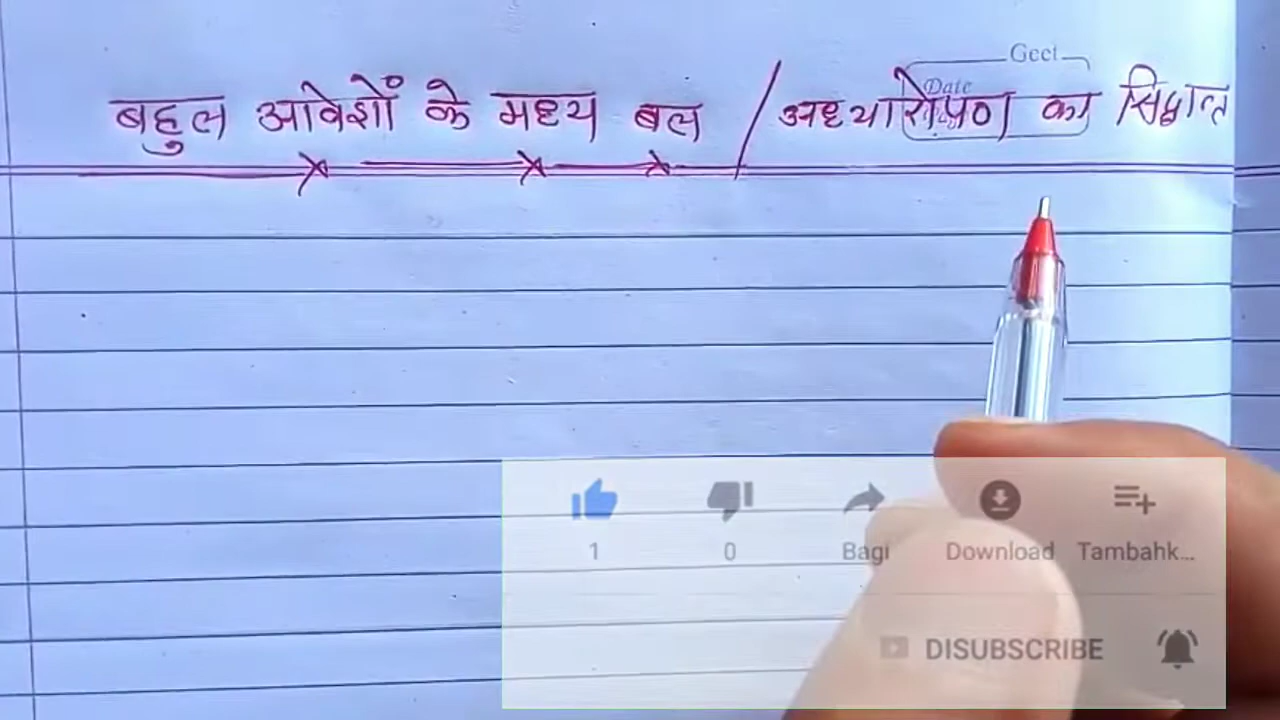 Geet
Date
बहुल आवेशों के मध्य बल / अध्यारोपण का सिद्धान्त
1 0 Bagi Download Tambahk...
DISUBSCRIBE